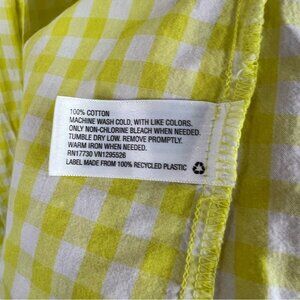 100% COTTON
MACHINE WASH COLD, WITH LIKE COLORS.
ONLY NON-CHLORINE BLEACH WHEN NEEDED.
TUMBLE DRY LOW. REMOVE PROMPTLY.
WARM IRON WHEN NEEDED.
RN17730 VN1295526
LABEL MADE FROM 100% RECYCLED PLASTIC